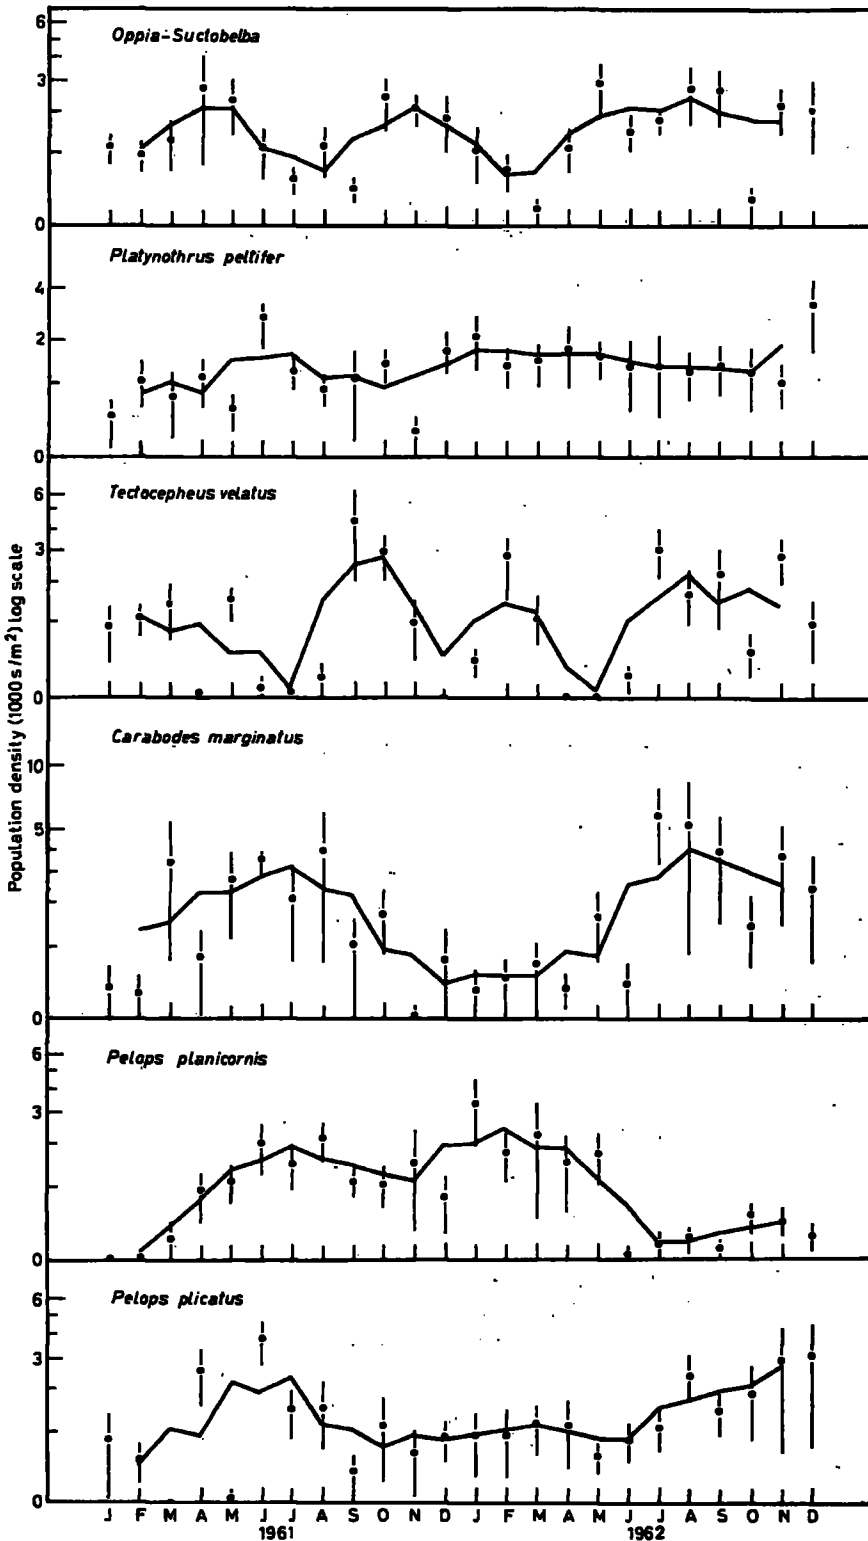 Population density (1000s/m²) log scale
Oppia-Suctobelba
6
3
0
Platynothrus peltifer
4
2
0
Tectocepheus velatus
6
3
0
Carabodes marginatus
10
5
0
Pelops planicornis
6
3
0
Pelops plicatus
6
3
0
J F M A M J J A S O N D J F M A M J J A S O N D
1961 1962